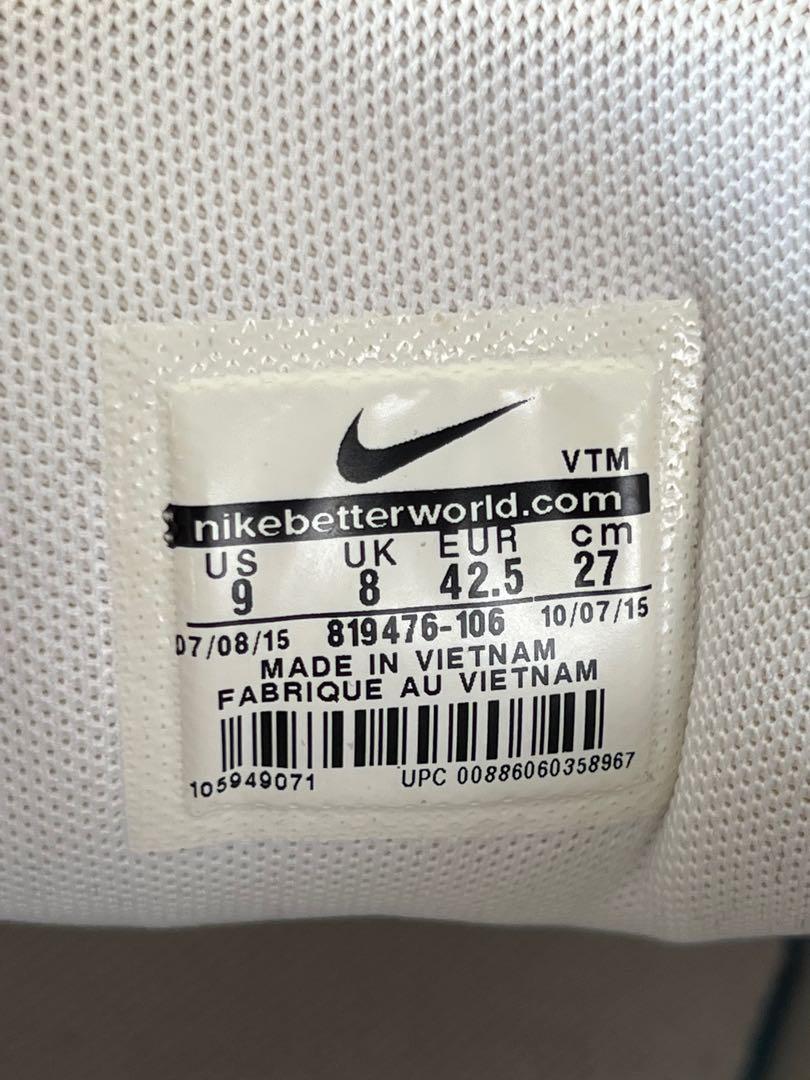 VTM
nikebetterworld.com
US UK EUR cm
9 8 42.5 27
07/08/15 819476-106 10/07/15
MADE IN VIETNAM
FABRIQUE AU VIETNAM
105949071 UPC 00886060358967